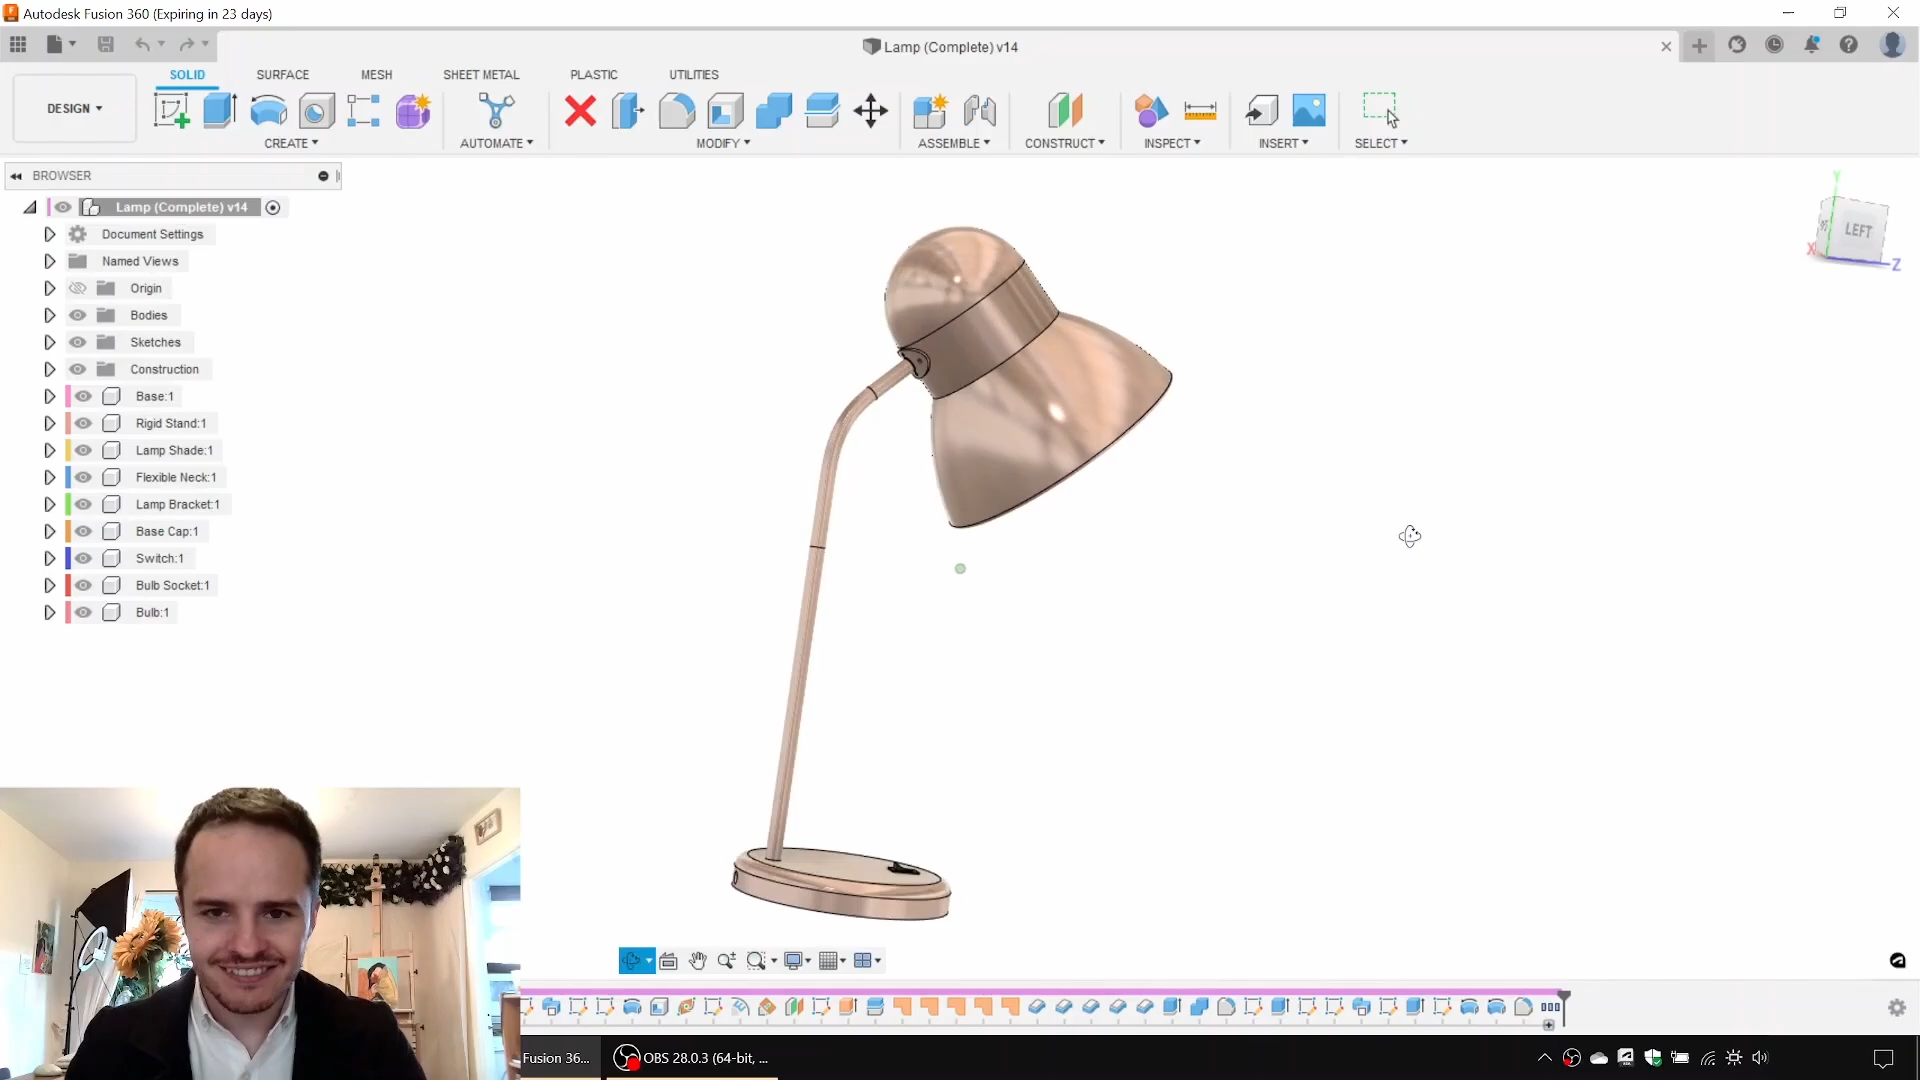 Autodesk Fusion 360 (Expiring in 23 days)
Lamp (Complete) v14
SOLID SURFACE MESH SHEET METAL PLASTIC UTILITIES
DESIGN
CREATE AUTOMATE MODIFY ASSEMBLE CONSTRUCT INSPECT INSERT SELECT
BROWSER
Lamp (Complete) v14
Document Settings
Named Views
Origin
Bodies
Sketches
Construction
Base:1
Rigid Stand:1
Lamp Shade:1
Flexible Neck:1
Lamp Bracket:1
Base Cap:1
Switch:1
Bulb Socket:1
Bulb:1
Y
LEFT
X
Z
Fusion 36...
OBS 28.0.3 (64-bit, ...